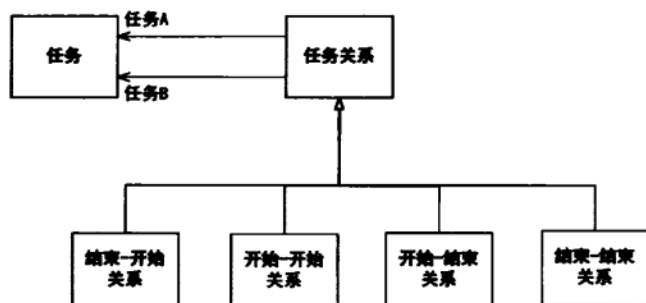 任务A
任务
任务关系
任务B
结束-开始
关系
开始-开始
关系
开始-结束
关系
结束-结束
关系